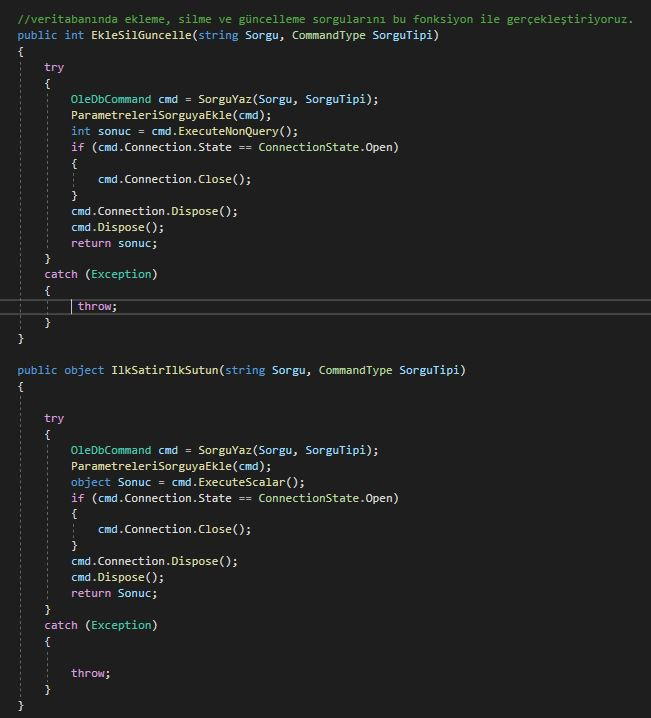 //veritabanında ekleme, silme ve güncelleme sorgularını bu fonksiyon ile gerçekleştiriyoruz.
public int EkleSilGuncelle(string Sorgu, CommandType SorguTipi)
{
    try
    {
        OleDbCommand cmd = SorguYaz(Sorgu, SorguTipi);
        ParametreleriSorguyaEkle(cmd);
        int sonuc = cmd.ExecuteNonQuery();
        if (cmd.Connection.State == ConnectionState.Open)
        {
            cmd.Connection.Close();
        }
        cmd.Connection.Dispose();
        cmd.Dispose();
        return sonuc;
    }
    catch (Exception)
    {
         throw;
    }
}

public object IlkSatirIlkSutun(string Sorgu, CommandType SorguTipi)
{

    try
    {
        OleDbCommand cmd = SorguYaz(Sorgu, SorguTipi);
        ParametreleriSorguyaEkle(cmd);
        object Sonuc = cmd.ExecuteScalar();
        if (cmd.Connection.State == ConnectionState.Open)
        {
            cmd.Connection.Close();
        }
        cmd.Connection.Dispose();
        cmd.Dispose();
        return Sonuc;
    }
    catch (Exception)
    {

        throw;
    }
}